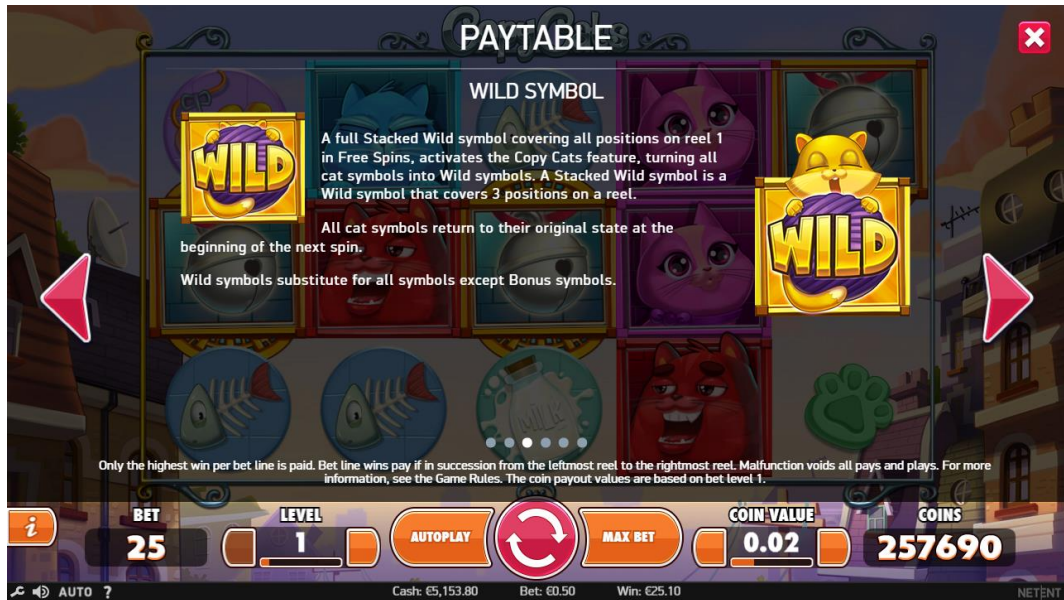 Copy Cats
PAYTABLE
WILD SYMBOL
WILD
A full Stacked Wild symbol covering all positions on reel 1
in Free Spins, activates the Copy Cats feature, turning all
cat symbols into Wild symbols. A Stacked Wild symbol is a
Wild symbol that covers 3 positions on a reel.
WILD
All cat symbols return to their original state at the
beginning of the next spin.
Wild symbols substitute for all symbols except Bonus symbols.
MILK
Only the highest win per bet line is paid. Bet line wins pay if in succession from the leftmost reel to the rightmost reel. Malfunction voids all pays and plays. For more
information, see the Game Rules. The coin payout values are based on bet level 1.
i
BET
25
LEVEL
1
AUTOPLAY
MAX BET
COIN VALUE
0.02
COINS
257690
AUTO ?
Cash: €5,153.80 Bet: €0.50 Win: €25.10
NETENT